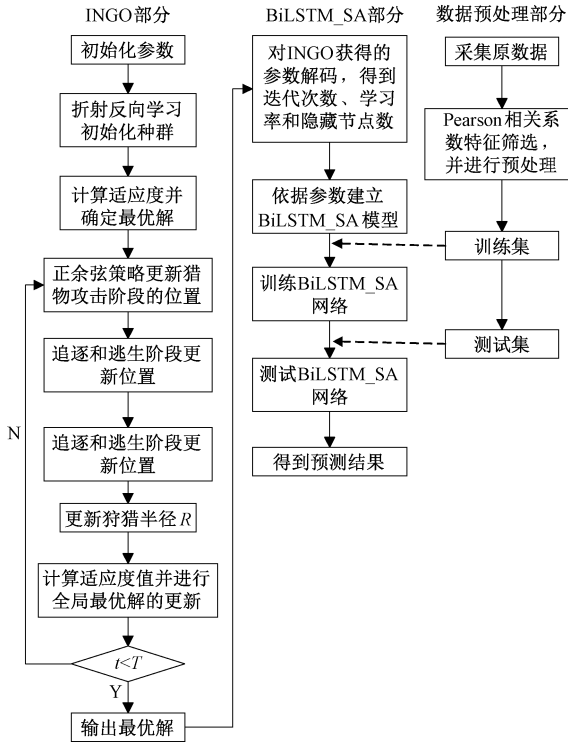 INGO部分
初始化参数
折射反向学习
初始化种群
计算适应度并
确定最优解
正余弦策略更新猎
物攻击阶段的位置
追逐和逃生阶段更
新位置
追逐和逃生阶段更
新位置
更新狩猎半径R
计算适应度值并进行
全局最优解的更新
t<T
N
Y
输出最优解
BiLSTM_SA部分
对INGO获得的
参数解码，得到
迭代次数、学习
率和隐藏节点数
依据参数建立
BiLSTM_SA模型
训练BiLSTM_SA
网络
测试BiLSTM_SA
网络
得到预测结果
数据预处理部分
采集原数据
Pearson相关系
数特征筛选，
并进行预处理
训练集
测试集